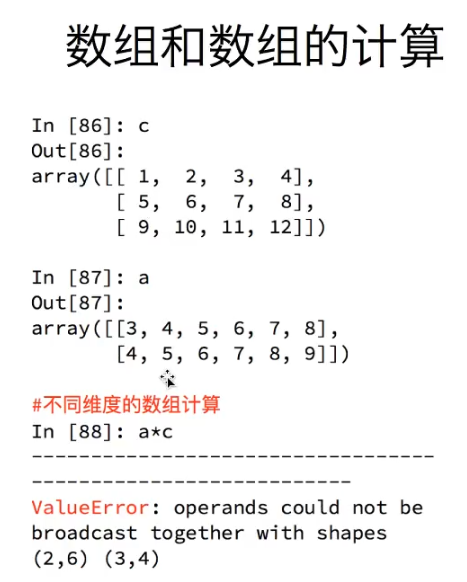 数组和数组的计算
In [86]: c
Out[86]:
array([[ 1,  2,  3,  4],
       [ 5,  6,  7,  8],
       [ 9, 10, 11, 12]])
In [87]: a
Out[87]:
array([[3, 4, 5, 6, 7, 8],
       [4, 5, 6, 7, 8, 9]])
#不同维度的数组计算
In [88]: a*c
----------------------------------
---------------------------
ValueError: operands could not be
broadcast together with shapes
(2,6) (3,4)